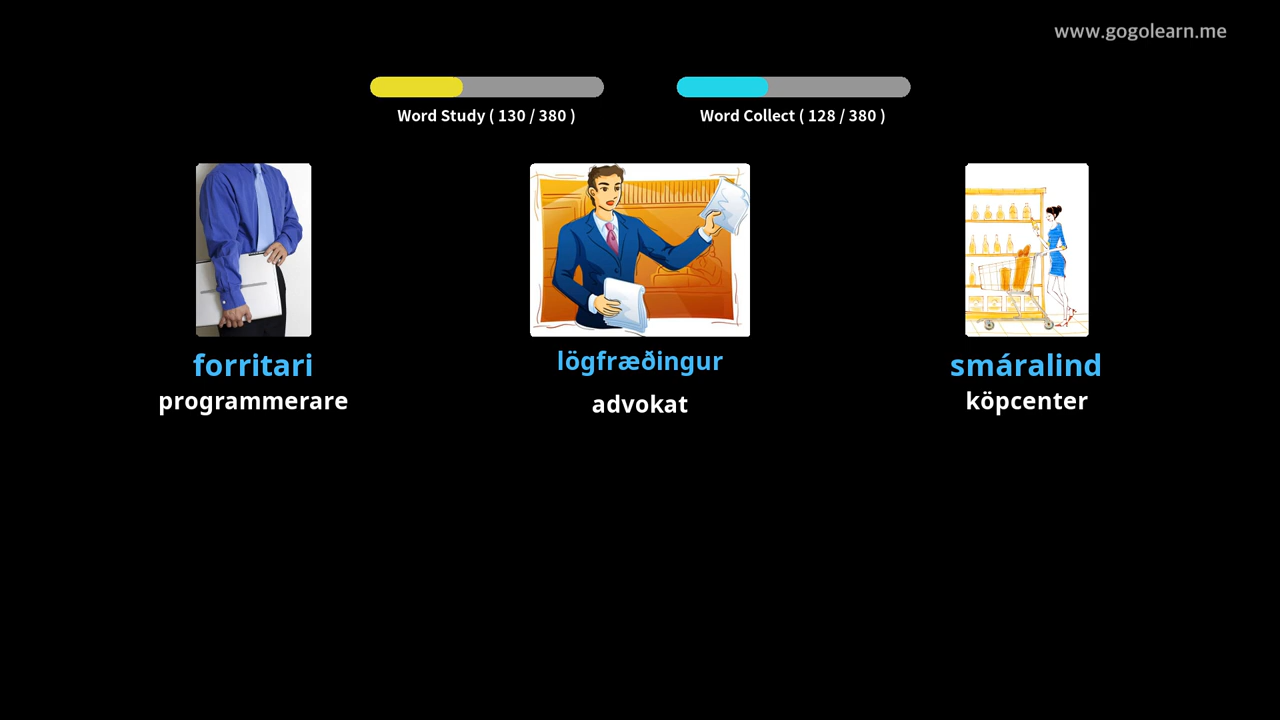 www.gogolearn.me
Word Study ( 130 / 380 )
Word Collect ( 128 / 380 )
forritari
lögfræðingur
smáralind
programmerare
advokat
köpcenter